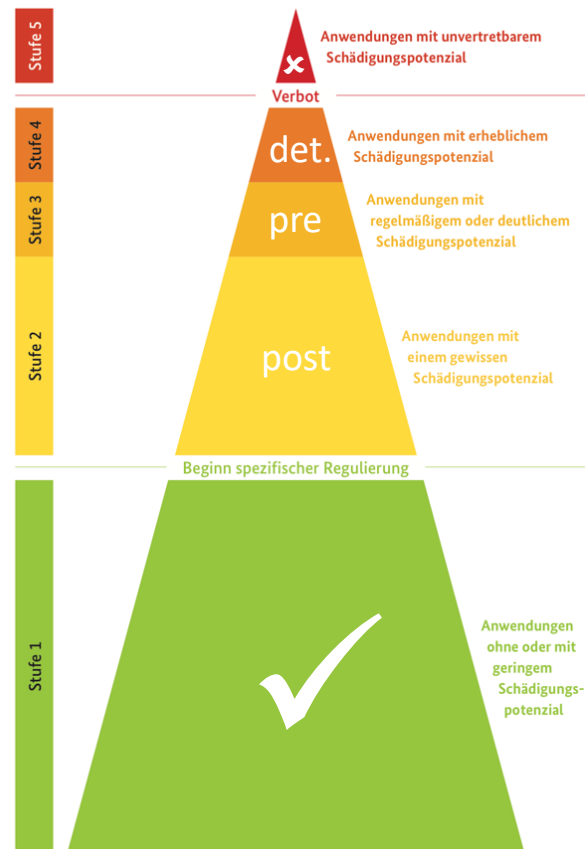 Stufe 5
Anwendungen mit unvertretbarem
Schädigungspotenzial
Verbot
Stufe 4
det.
Anwendungen mit erheblichem
Schädigungspotenzial
Stufe 3
pre
Anwendungen mit
regelmäßigem oder deutlichem
Schädigungspotenzial
Stufe 2
post
Anwendungen mit
einem gewissen
Schädigungspotenzial
Beginn spezifischer Regulierung
Stufe 1
Anwendungen
ohne oder mit
geringem
Schädigungs-
potenzial